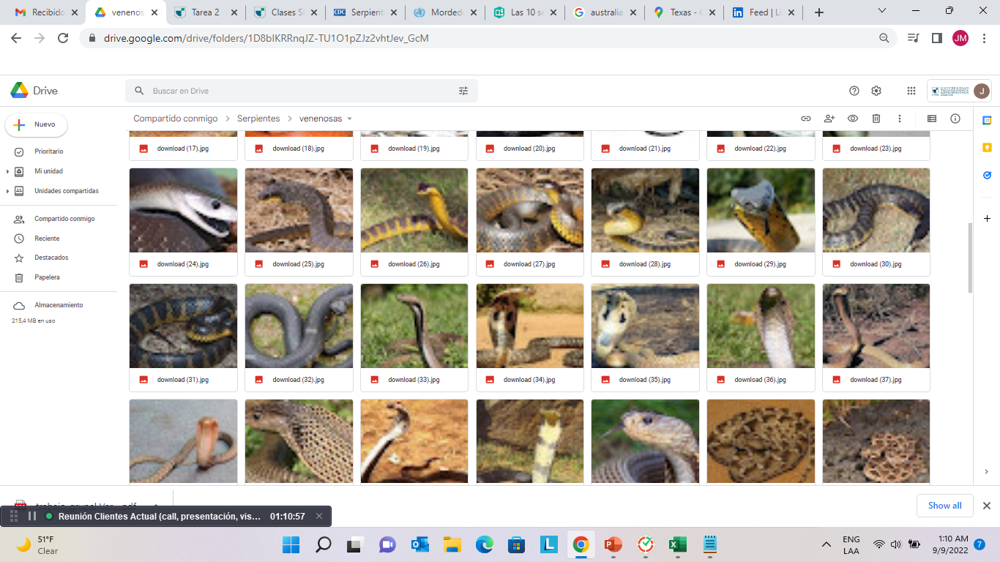 Recibido
venenos
Tarea 2
Clases S
CDC
Serpient
Morded
Las 10 s
australia
Texas -
Feed | Li
drive.google.com/drive/folders/1D8blKRRnqJZ-TU1O1pZJz2vhtJev_GcM
JM
Drive
Buscar en Drive
J
Nuevo
Prioritario
Mi unidad
Unidades compartidas
Compartido conmigo
Reciente
Destacados
Papelera
Almacenamiento
215,4 MB en uso
Compartido conmigo > Serpientes > venenosas
download (17).jpg
download (18).jpg
download (19).jpg
download (20).jpg
download (21).jpg
download (22).jpg
download (23).jpg
download (24).jpg
download (25).jpg
download (26).jpg
download (27).jpg
download (28).jpg
download (29).jpg
download (30).jpg
download (31).jpg
download (32).jpg
download (33).jpg
download (34).jpg
download (35).jpg
download (36).jpg
download (37).jpg
Show all
Reunión Clientes Actual (call, presentación, vis... 01:10:57
51°F
Clear
ENG
LAA
1:10 AM
9/9/2022
7